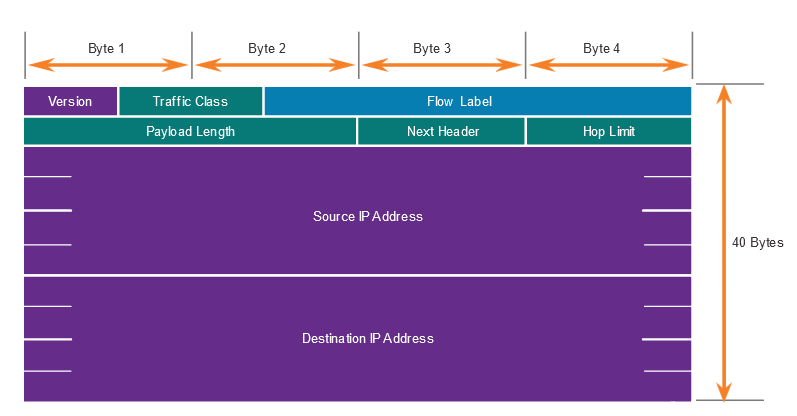 Byte 1 Byte 2 Byte 3 Byte 4
Version Traffic Class Flow Label
Payload Length Next Header Hop Limit
Source IP Address
40 Bytes
Destination IP Address